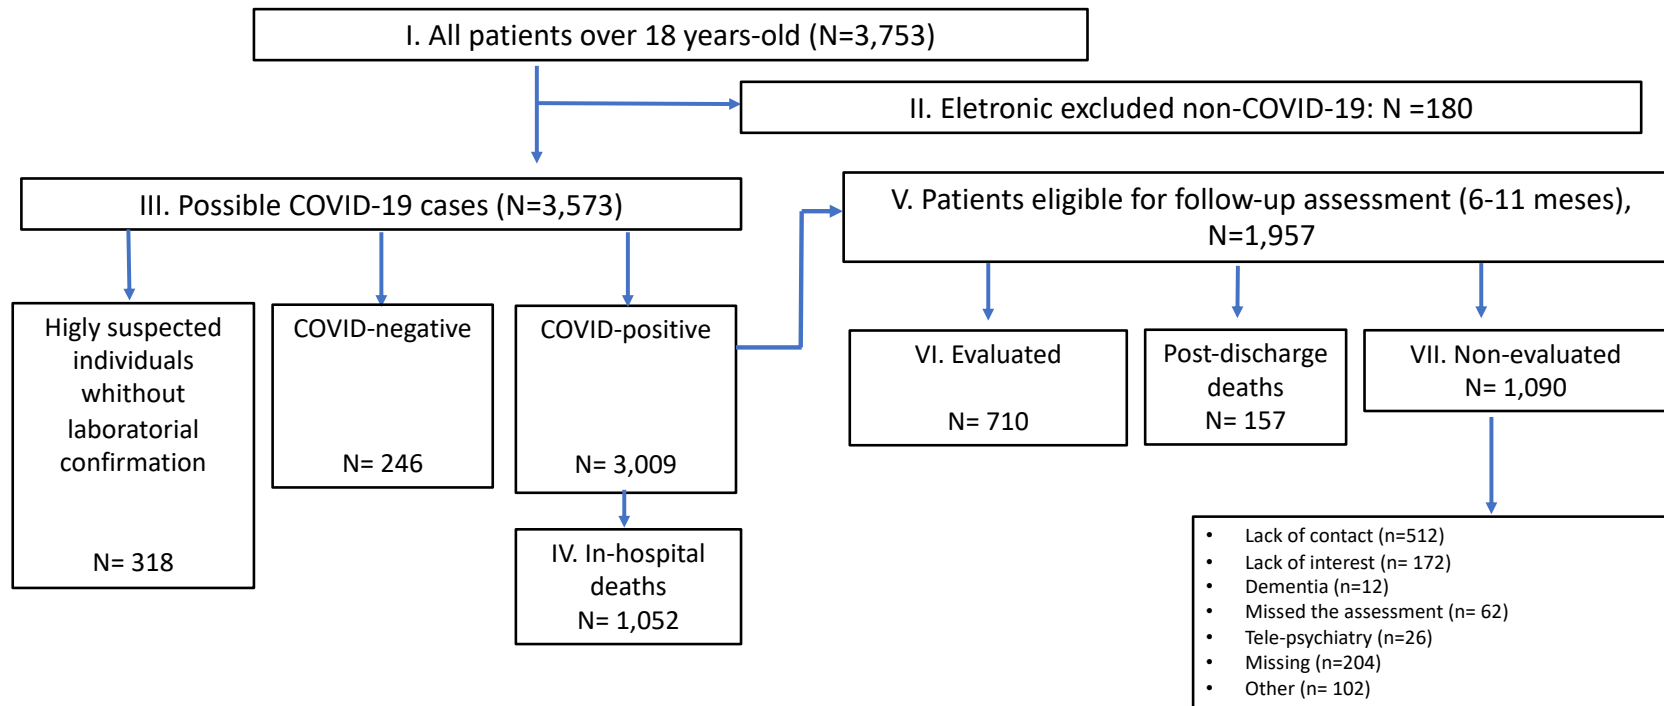 I. All patients over 18 years-old (N=3,753)
II. Eletronic excluded non-COVID-19: N =180
III. Possible COVID-19 cases (N=3,573)
V. Patients eligible for follow-up assessment (6-11 meses),
N=1,957
Higly suspected
individuals
whithout
laboratorial
confirmation
N= 318
COVID-negative
N= 246
COVID-positive
N= 3,009
IV. In-hospital
deaths
N= 1,052
VI. Evaluated
N= 710
Post-discharge
deaths
N= 157
VII. Non-evaluated
N= 1,090
• Lack of contact (n=512)
• Lack of interest (n= 172)
• Dementia (n=12)
• Missed the assessment (n= 62)
• Tele-psychiatry (n=26)
• Missing (n=204)
• Other (n= 102)